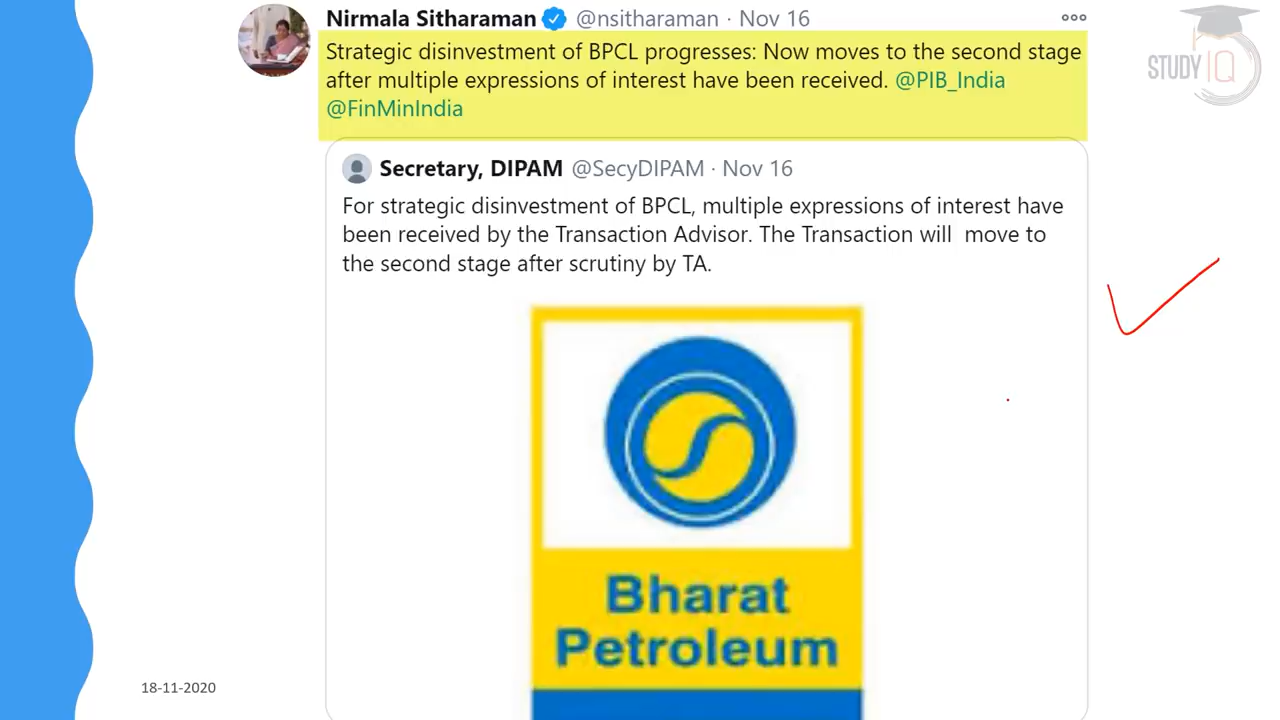 Nirmala Sitharaman @nsitharaman · Nov 16
Strategic disinvestment of BPCL progresses: Now moves to the second stage
after multiple expressions of interest have been received. @PIB_India
@FinMinIndia
Secretary, DIPAM @SecyDIPAM · Nov 16
For strategic disinvestment of BPCL, multiple expressions of interest have
been received by the Transaction Advisor. The Transaction will  move to
the second stage after scrutiny by TA.
Bharat
Petroleum
STUDY IQ
18-11-2020